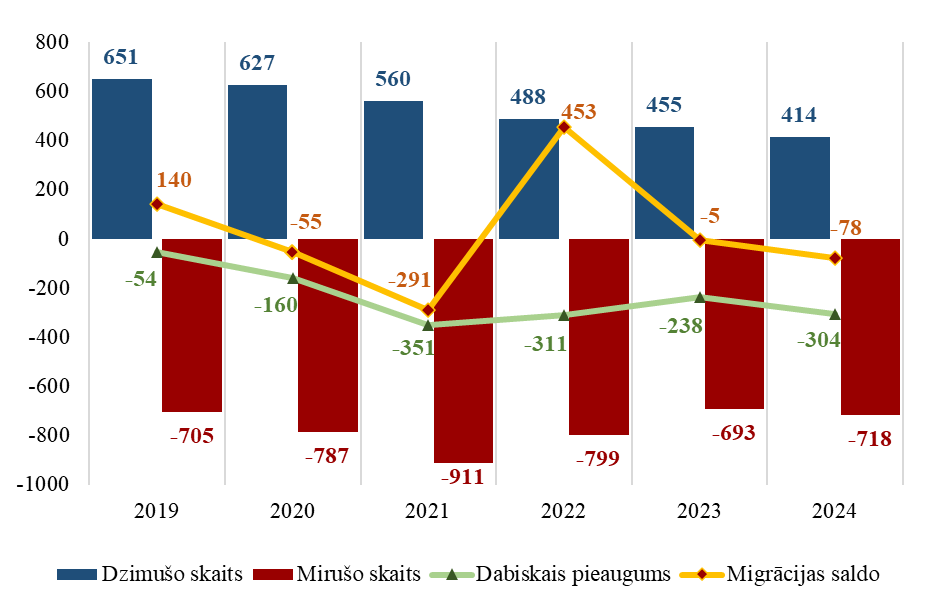 800
600
400
200
0
-200
-400
-600
-800
-1000
651 627 560 488 455 414
140 -55 -291 453 -5 -78
-54 -160 -351 -311 -238 -304
-705 -787 -911 -799 -693 -718
2019 2020 2021 2022 2023 2024
Dzimušo skaits Mirušo skaits Dabiskais pieaugums Migrācijas saldo